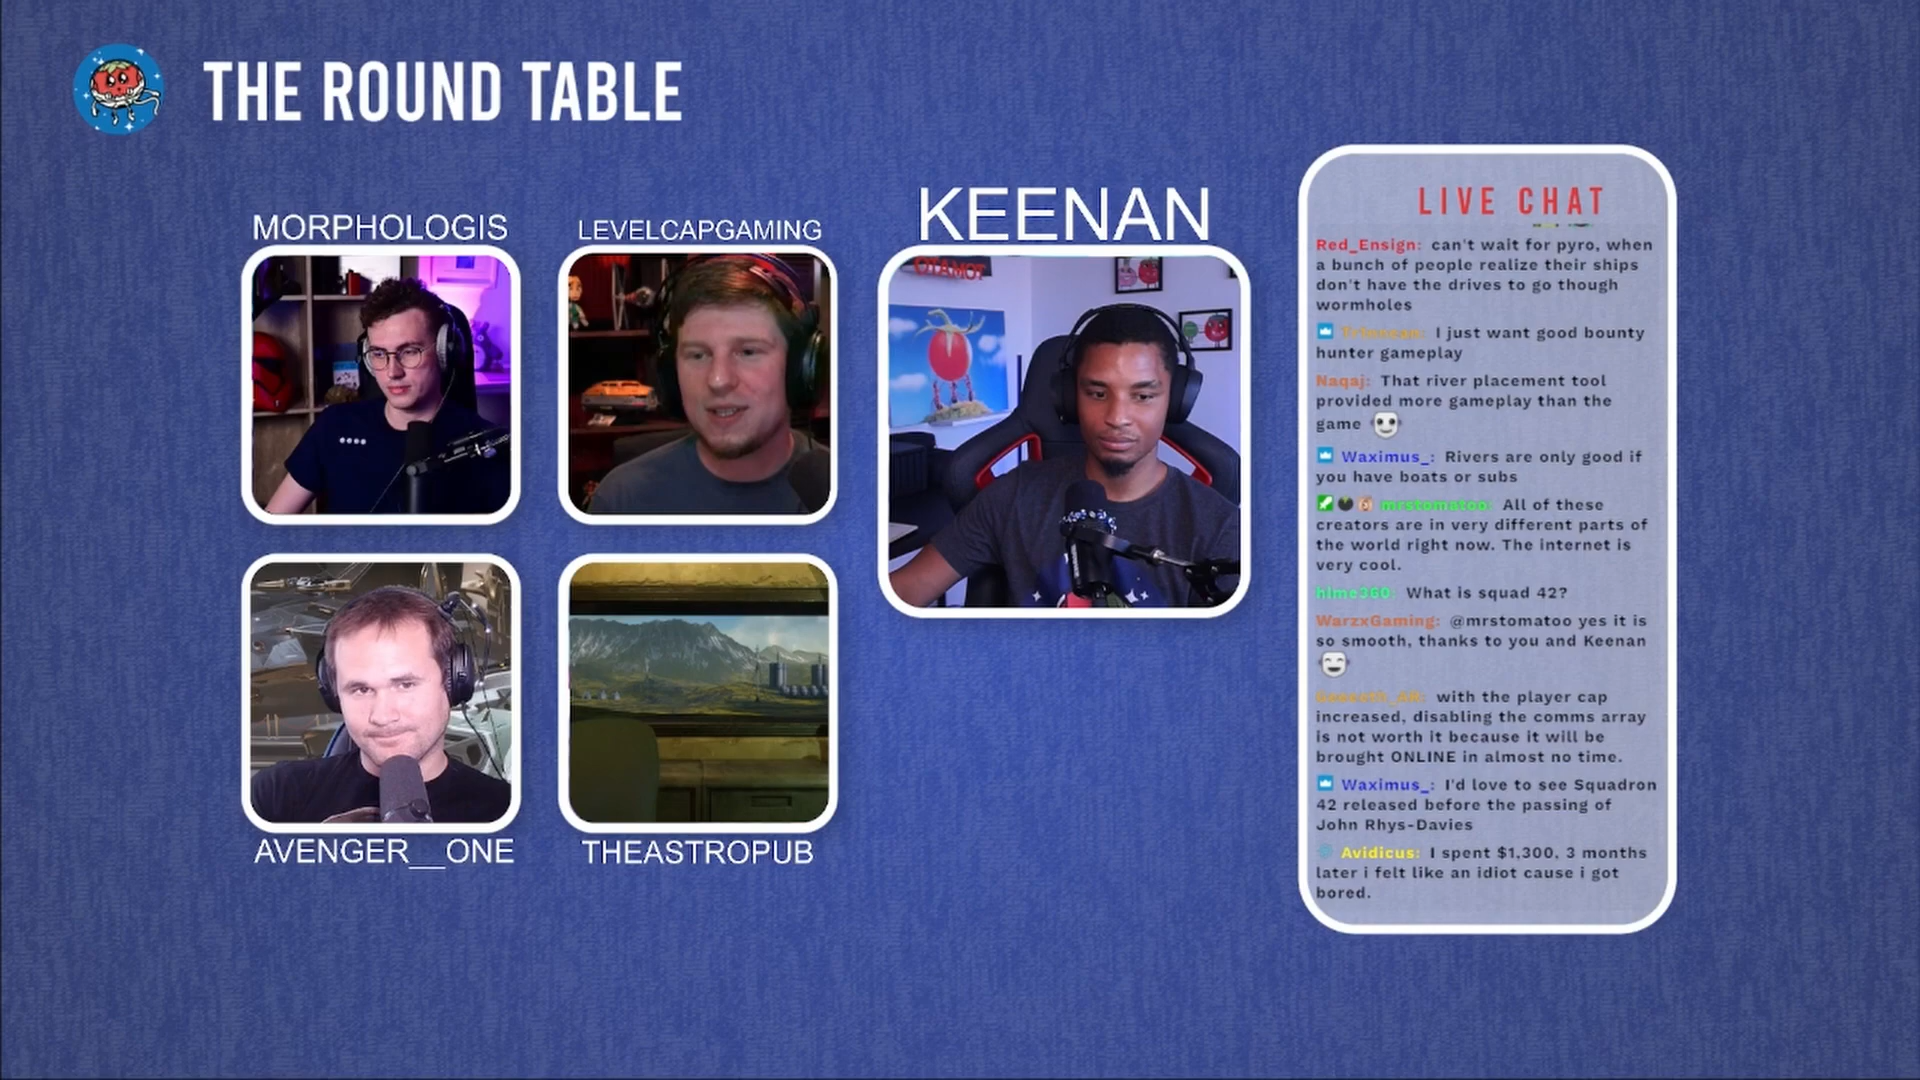 THE ROUND TABLE
MORPHOLOGIS
LEVELCAPGAMING
KEENAN
OTAMOT
AVENGER__ONE
THEASTROPUB
LIVE CHAT
Red_Ensign: can't wait for pyro, when
a bunch of people realize their ships
don't have the drives to go though
wormholes
I just want good bounty
hunter gameplay
Naqaj: That river placement tool
provided more gameplay than the
game
Waximus_: Rivers are only good if
you have boats or subs
mrstomatoo: All of these
creators are in very different parts of
the world right now. The internet is
very cool.
hlme360: What is squad 42?
WarzxGaming: @mrstomatoo yes it is
so smooth, thanks to you and Keenan
with the player cap
increased, disabling the comms array
is not worth it because it will be
brought ONLINE in almost no time.
Waximus_: I'd love to see Squadron
42 released before the passing of
John Rhys-Davies
Avidicus: I spent $1,300, 3 months
later i felt like an idiot cause i got
bored.